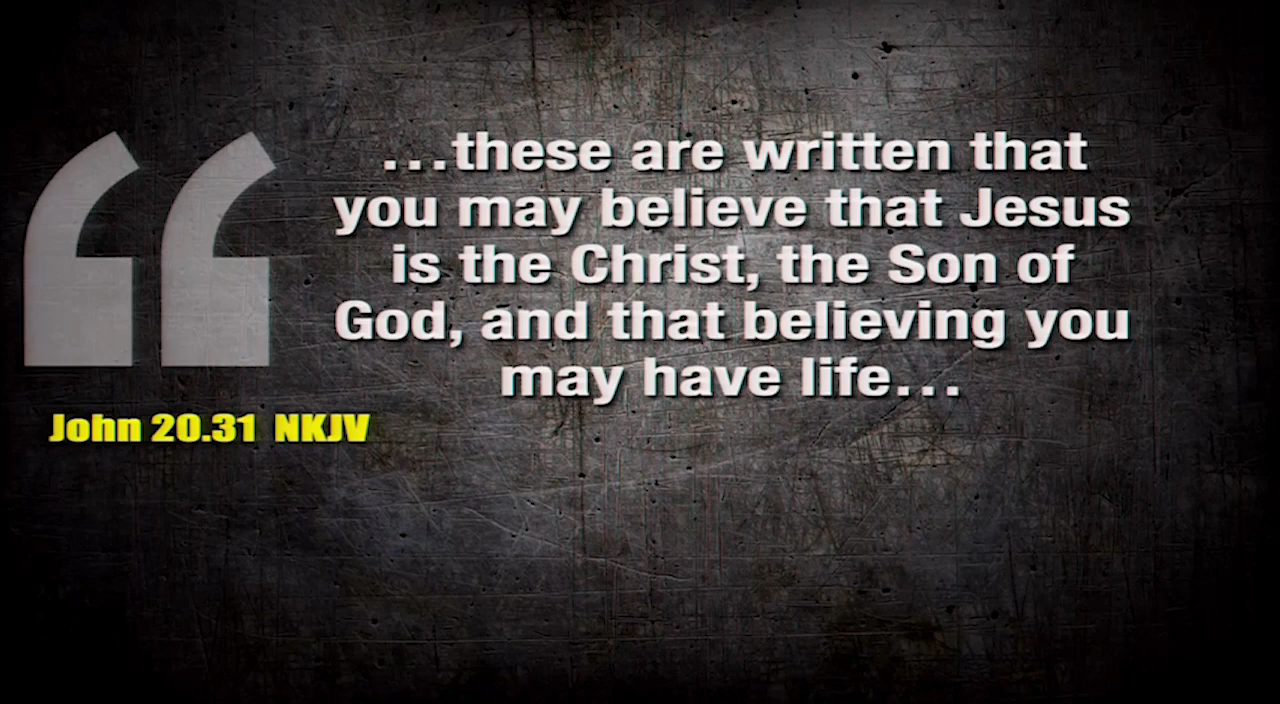 “
…these are written that
you may believe that Jesus
is the Christ, the Son of
God, and that believing you
may have life…
John 20.31 NKJV